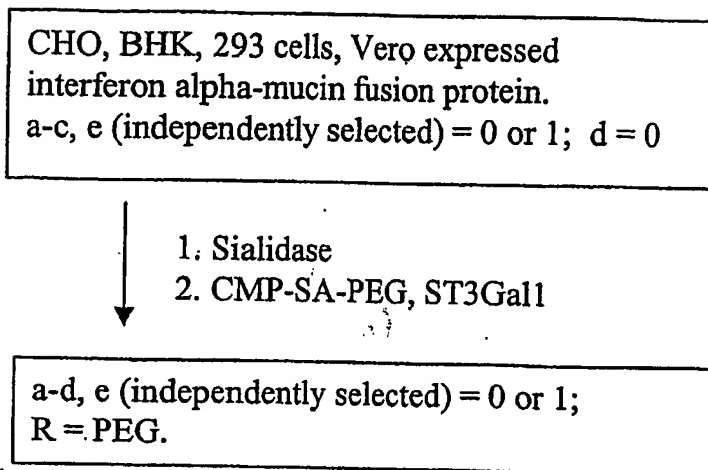 CHO, BHK, 293 cells, Vero expressed
interferon alpha-mucin fusion protein.
a-c, e (independently selected) = 0 or 1; d = 0
1. Sialidase
2. CMP-SA-PEG, ST3Gal1
a-d, e (independently selected) = 0 or 1;
R = PEG.